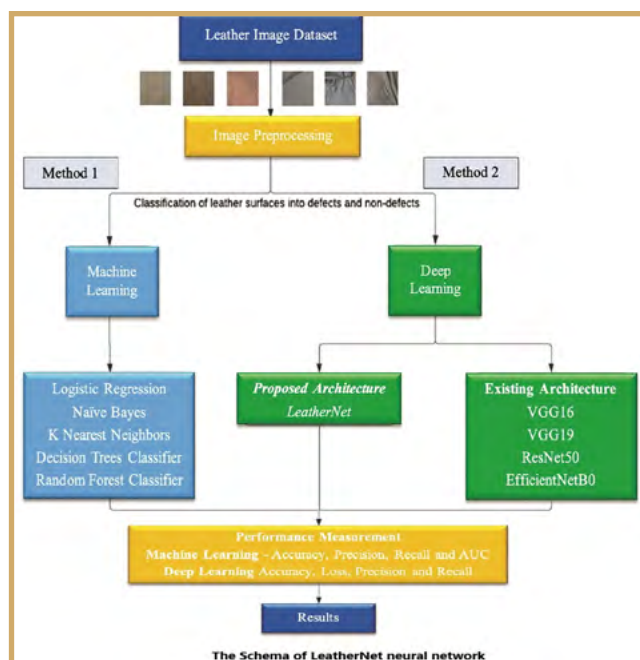 Leather Image Dataset
Image Preprocessing
Method 1
Method 2
Classification of leather surfaces into defects and non-defects
Machine
Learning
Deep
Learning
Logistic Regression
Naïve Bayes
K Nearest Neighbors
Decision Trees Classifier
Random Forest Classifier
Proposed Architecture
LeatherNet
Existing Architecture
VGG16
VGG19
ResNet50
EfficientNetB0
Performance Measurement
Machine Learning - Accuracy, Precision, Recall and AUC
Deep Learning Accuracy, Loss, Precision and Recall
Results
The Schema of LeatherNet neural network